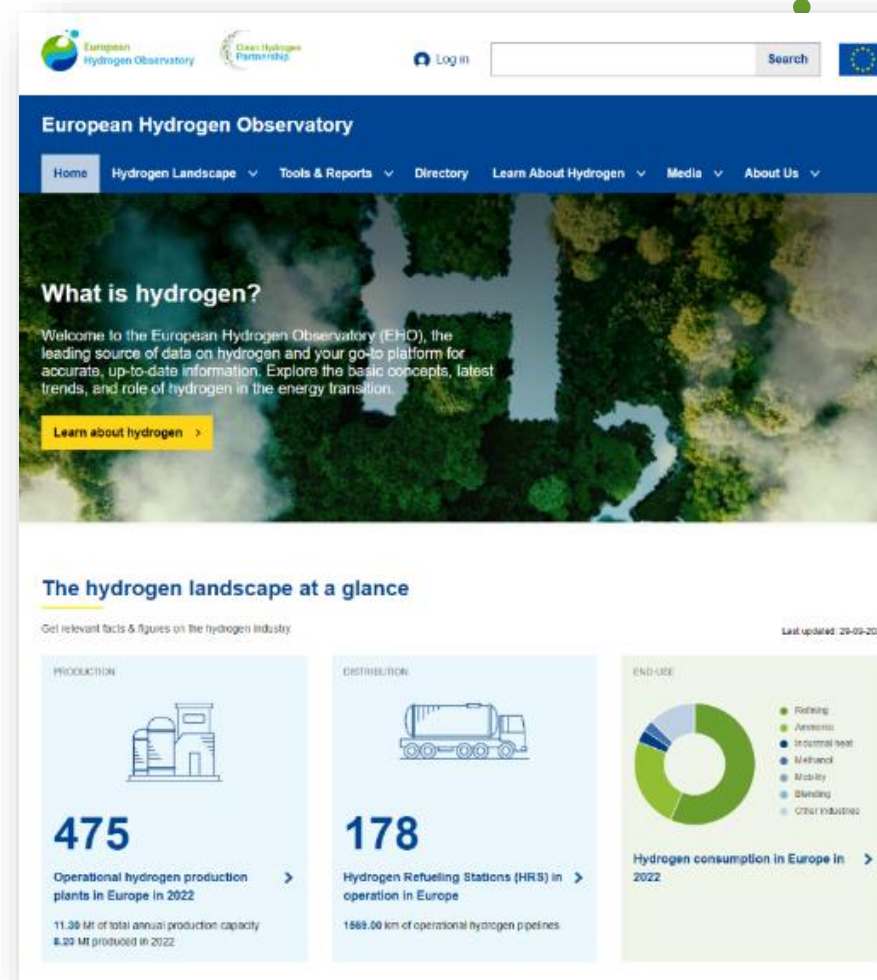 European
Hydrogen Observatory
Clean Hydrogen
Partnership
Log in
Search
European Hydrogen Observatory
Home
Hydrogen Landscape
Tools & Reports
Directory
Learn About Hydrogen
Media
About Us
H2
What is hydrogen?
Welcome to the European Hydrogen Observatory (EHO), the
leading source of data on hydrogen and your go-to platform for
accurate, up-to-date information. Explore the basic concepts, latest
trends, and role of hydrogen in the energy transition.
Learn about hydrogen >
The hydrogen landscape at a glance
Get relevant facts & figures on the hydrogen industry
Last updated: 29-09-20
PRODUCTION
475
Operational hydrogen production
plants in Europe in 2022
11.30 Mt of total annual production capacity
8.23 Mt produced in 2022
DISTRIBUTION
178
Hydrogen Refueling Stations (HRS) in
operation in Europe
1569.00 km of operational hydrogen pipelines
END-USE
Refining
Ammonia
Industrial heat
Methanol
Mobility
Blending
Other industries
Hydrogen consumption in Europe in
2022